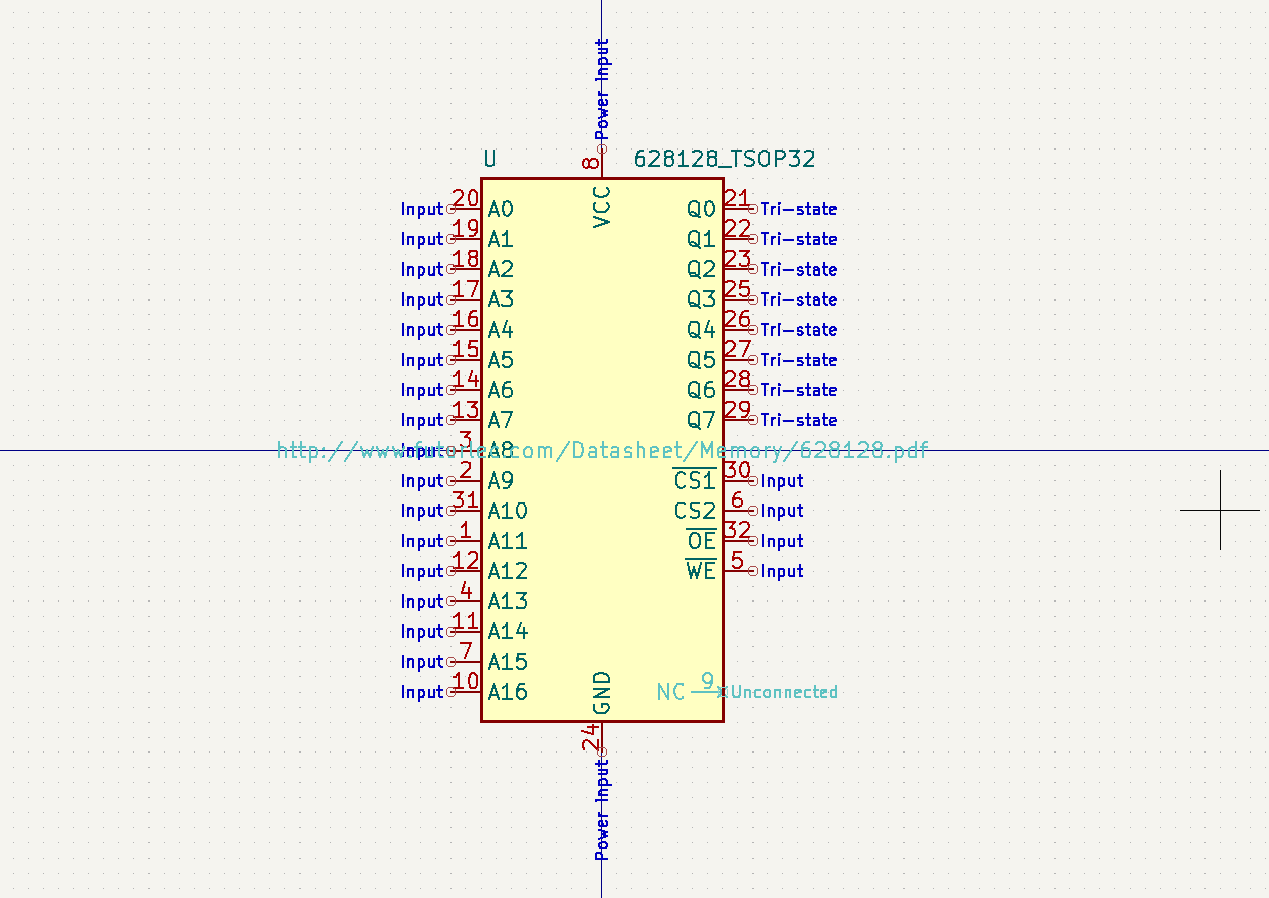 Power Input
8
U 628128_TSOP32
VCC
Input 20 A0 Q0 21 Tri-state
Input 19 A1 Q1 22 Tri-state
Input 18 A2 Q2 23 Tri-state
Input 17 A3 Q3 25 Tri-state
Input 16 A4 Q4 26 Tri-state
Input 15 A5 Q5 27 Tri-state
Input 14 A6 Q6 28 Tri-state
Input 13 A7 Q7 29 Tri-state
Input 3 A8
http://www.futurlec.com/Datasheet/Memory/628128.pdf
Input 2 A9 CS1 30 Input
Input 31 A10 CS2 6 Input
Input 1 A11 OE 32 Input
Input 12 A12 WE 5 Input
Input 4 A13
Input 11 A14
Input 7 A15
Input 10 A16 NC 9 Unconnected
GND
24
Power Input